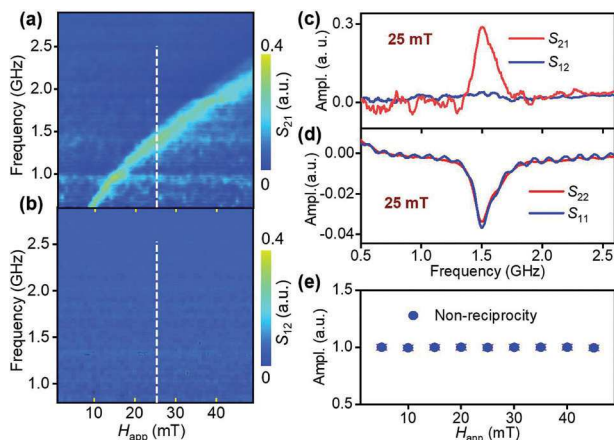 (a)
Frequency (GHz)
2.5
2.0
1.5
1.0
0.4
0
S21 (a.u.)
(b)
Frequency (GHz)
2.5
2.0
1.5
1.0
0.4
0
S12 (a.u.)
10 20 30 40
Happ (mT)
(c)
Ampl. (a. u.)
0.3
0.0
25 mT
S21
S12
(d)
Ampl.(a.u.)
0.00
-0.02
-0.04
25 mT
S22
S11
0.5 1.0 1.5 2.0 2.5
Frequency (GHz)
(e)
Ampl. (a.u.)
1.5
1.0
0.5
Non-reciprocity
10 20 30 40
Happ (mT)